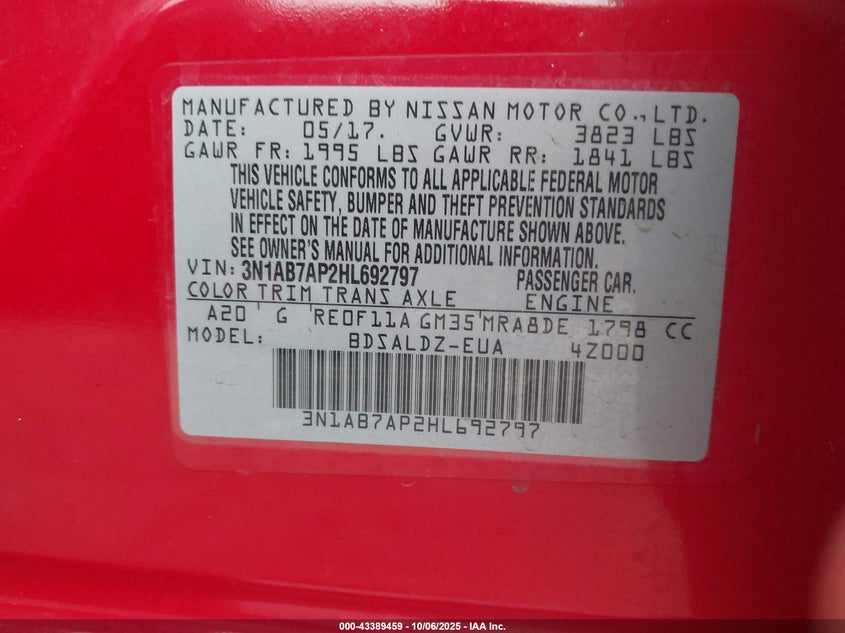 MANUFACTURED BY NISSAN MOTOR CO.,LTD.
DATE: 05/17. GVWR: 3823 LBS
GAWR FR: 1995 LBS GAWR RR: 1841 LBS
THIS VEHICLE CONFORMS TO ALL APPLICABLE FEDERAL MOTOR
VEHICLE SAFETY, BUMPER AND THEFT PREVENTION STANDARDS
IN EFFECT ON THE DATE OF MANUFACTURE SHOWN ABOVE.
SEE OWNER'S MANUAL FOR ADDITIONAL INFORMATION.
VIN: 3N1AB7AP2HL692797 PASSENGER CAR.
COLOR TRIM TRANS AXLE ENGINE
A20 G RE0F11A GM35 MRA8DE 1798 CC
MODEL: BDSALDZ-EUA 4Z000
3N1AB7AP2HL692797
000-43389459 - 10/06/2025 - IAA Inc.